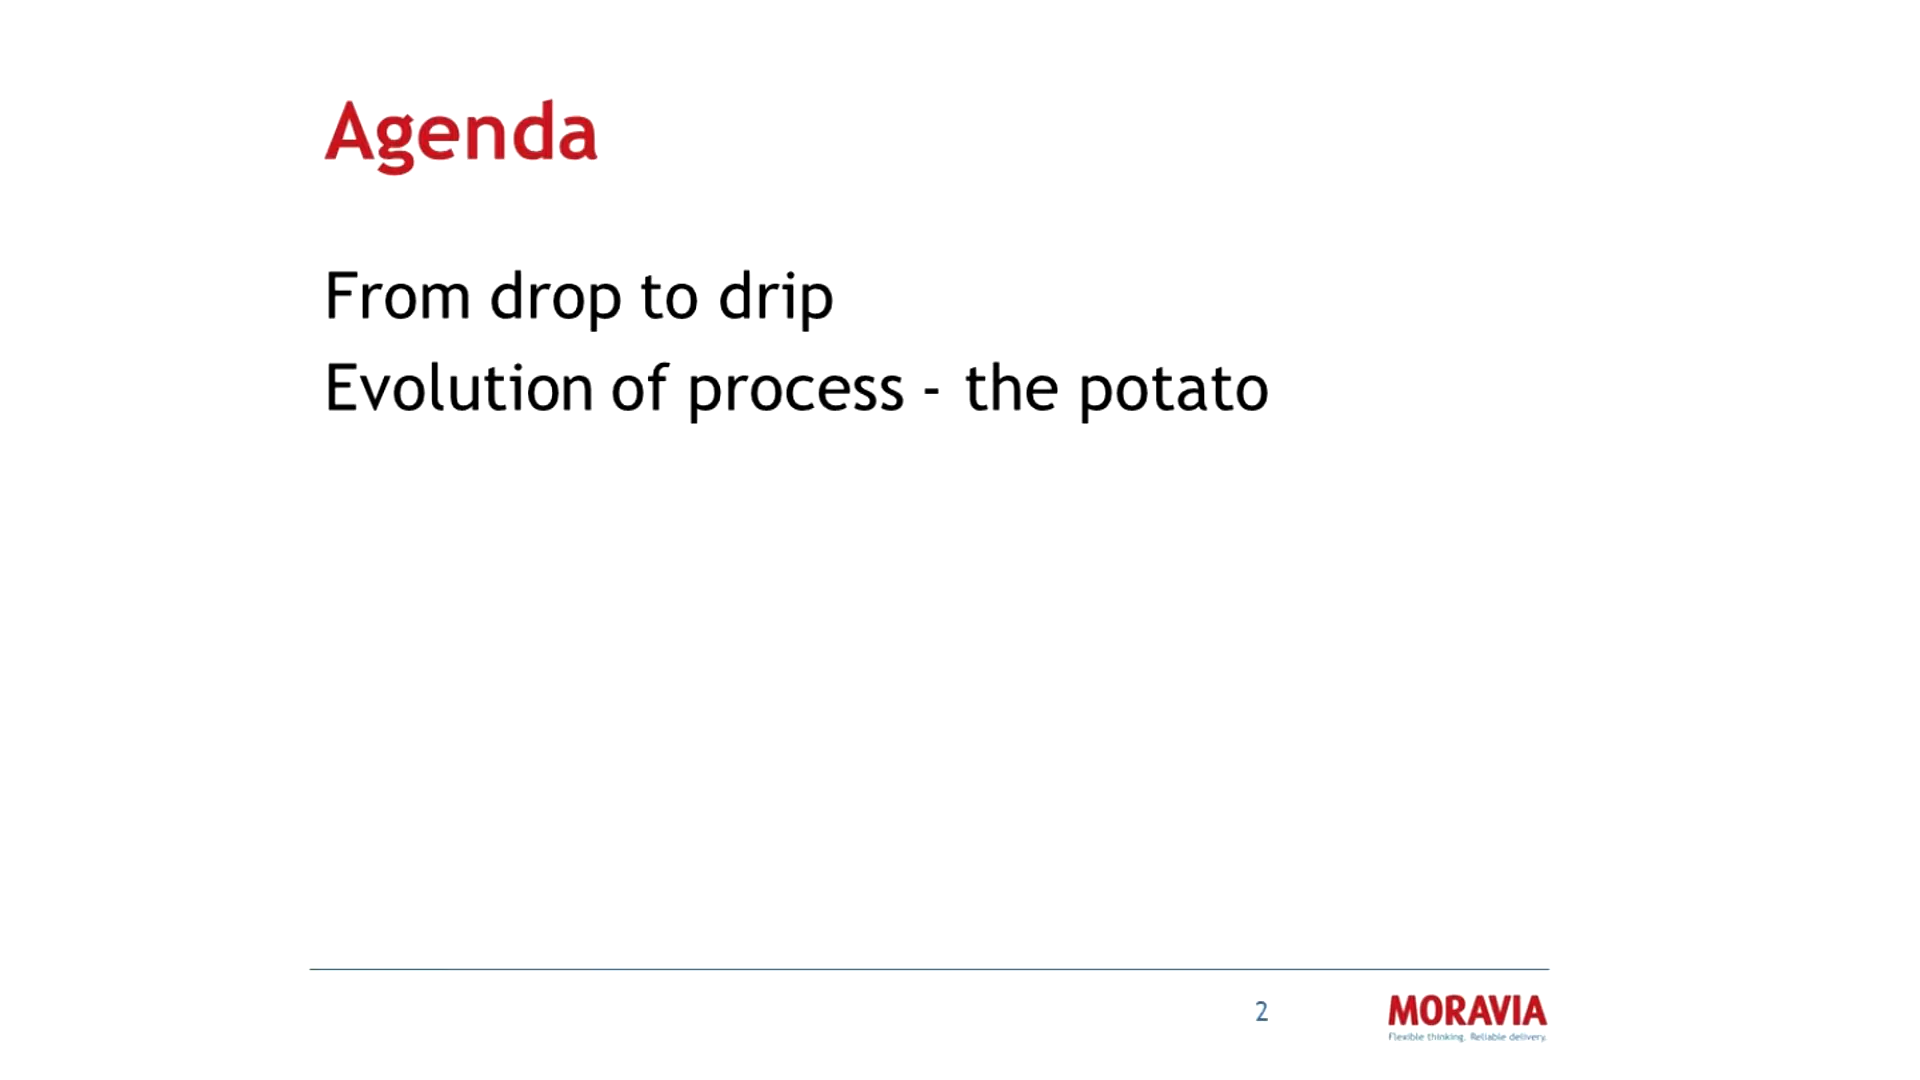 Agenda
From drop to drip
Evolution of process - the potato
2
MORAVIA
Flexible thinking. Reliable delivery.